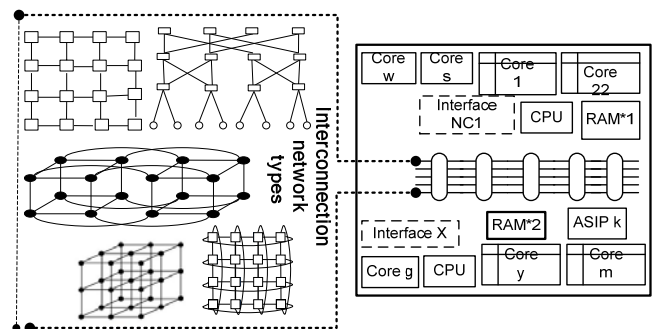 Interconnection
network
types
Core
w
Core
s
Core
1
Core
22
Interface
NC1
CPU
RAM*1
Interface X
RAM*2
ASIP k
Core g
CPU
Core
y
Core
m